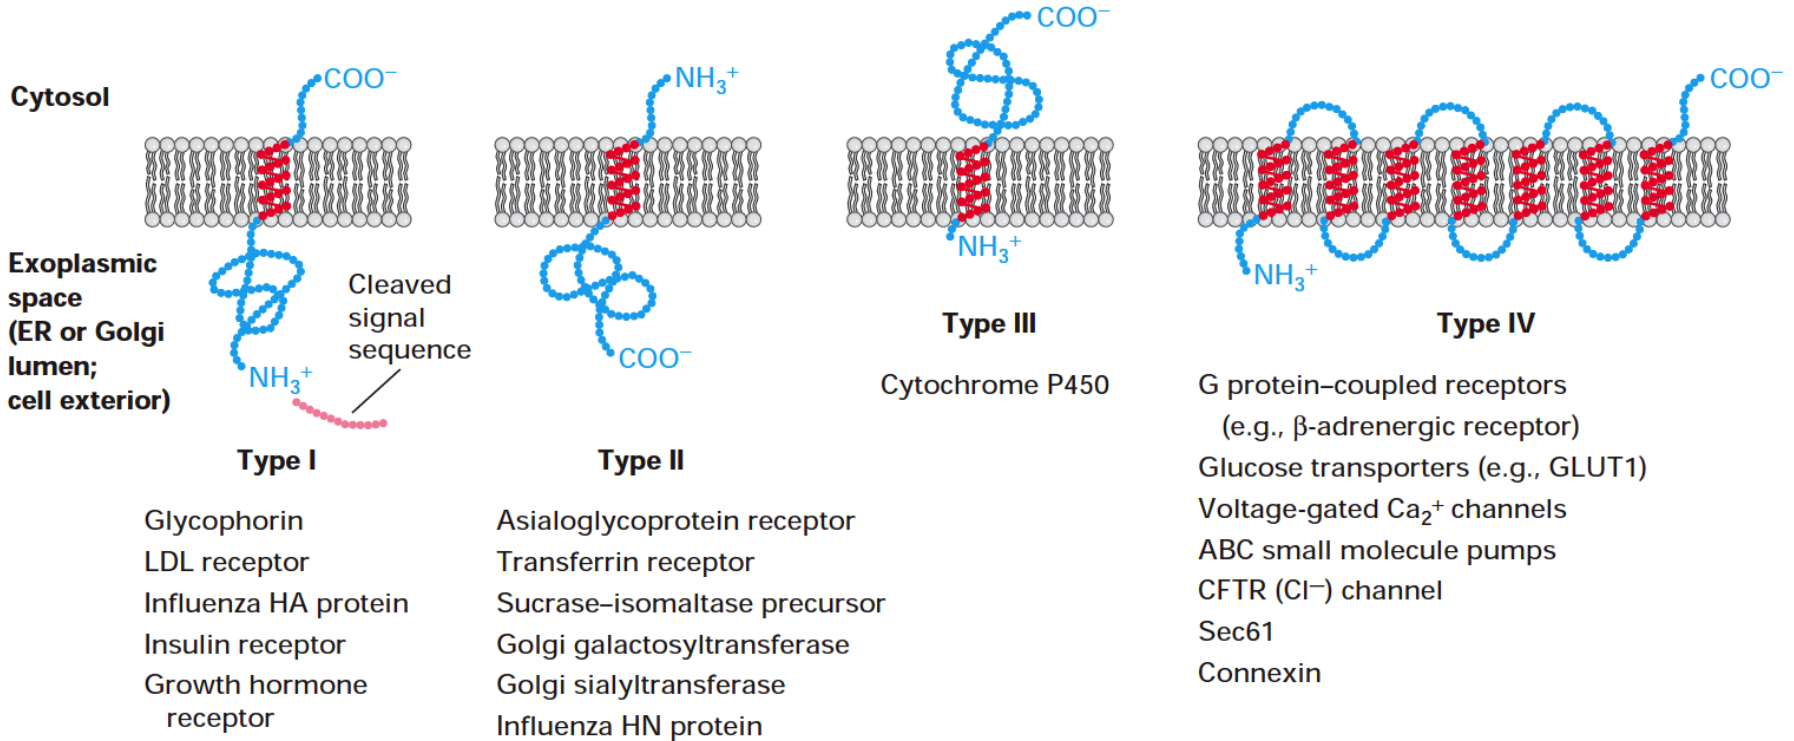 Cytosol
COO⁻
NH₃⁺
COO⁻
COO⁻
Exoplasmic
space
(ER or Golgi
lumen;
cell exterior)
Cleaved
signal
sequence
NH₃⁺
COO⁻
NH₃⁺
NH₃⁺
Type I
Type II
Type III
Type IV
Glycophorin
LDL receptor
Influenza HA protein
Insulin receptor
Growth hormone
receptor
Asialoglycoprotein receptor
Transferrin receptor
Sucrase–isomaltase precursor
Golgi galactosyltransferase
Golgi sialyltransferase
Influenza HN protein
Cytochrome P450
G protein–coupled receptors
(e.g., β-adrenergic receptor)
Glucose transporters (e.g., GLUT1)
Voltage-gated Ca₂⁺ channels
ABC small molecule pumps
CFTR (Cl⁻) channel
Sec61
Connexin